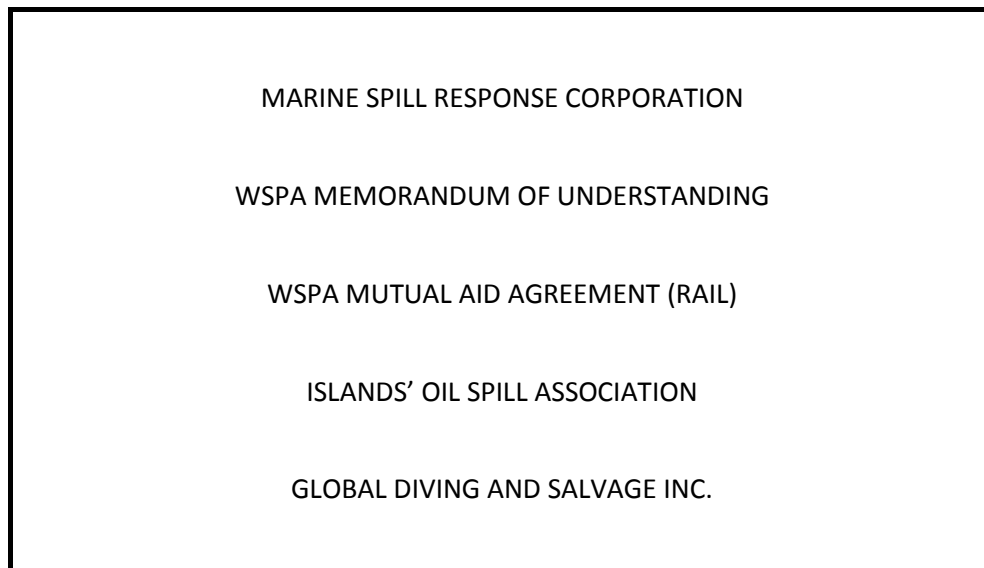 MARINE SPILL RESPONSE CORPORATION
WSPA MEMORANDUM OF UNDERSTANDING
WSPA MUTUAL AID AGREEMENT (RAIL)
ISLANDS’ OIL SPILL ASSOCIATION
GLOBAL DIVING AND SALVAGE INC.